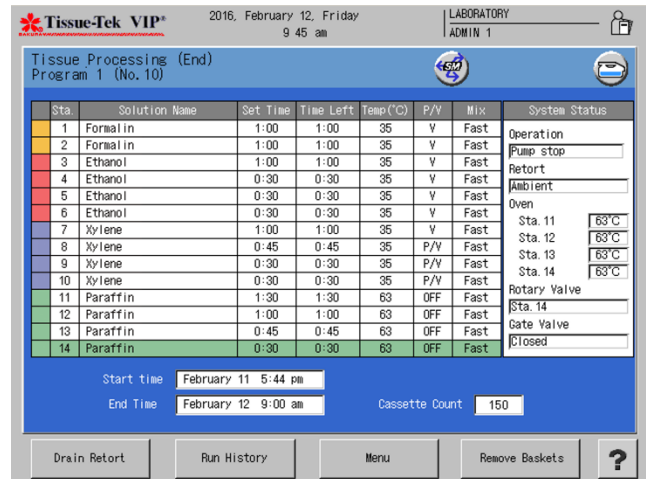 Tissue-Tek VIP®
SAKURA
2016, February 12, Friday
9 45 am
LABORATORY
ADMIN 1
Tissue Processing (End)
Program 1 (No.10)
SM
Sta. Solution Name Set Time Time Left Temp(°C) P/V Mix System Status
1 Formalin 1:00 1:00 35 V Fast
2 Formalin 1:00 1:00 35 V Fast
3 Ethanol 1:00 1:00 35 V Fast
4 Ethanol 0:30 0:30 35 V Fast
5 Ethanol 0:30 0:30 35 V Fast
6 Ethanol 0:30 0:30 35 V Fast
7 Xylene 1:00 1:00 35 V Fast
8 Xylene 0:45 0:45 35 P/V Fast
9 Xylene 0:30 0:30 35 P/V Fast
10 Xylene 0:30 0:30 35 P/V Fast
11 Paraffin 1:30 1:30 63 OFF Fast
12 Paraffin 1:00 1:00 63 OFF Fast
13 Paraffin 0:45 0:45 63 OFF Fast
14 Paraffin 0:30 0:30 63 OFF Fast
Operation
Pump stop
Retort
Ambient
Oven
Sta. 11 63°C
Sta. 12 63°C
Sta. 13 63°C
Sta. 14 63°C
Rotary Valve
Sta. 14
Gate Valve
Closed
Start time February 11 5:44 pm
End Time February 12 9:00 am
Cassette Count 150
Drain Retort
Run History
Menu
Remove Baskets
?